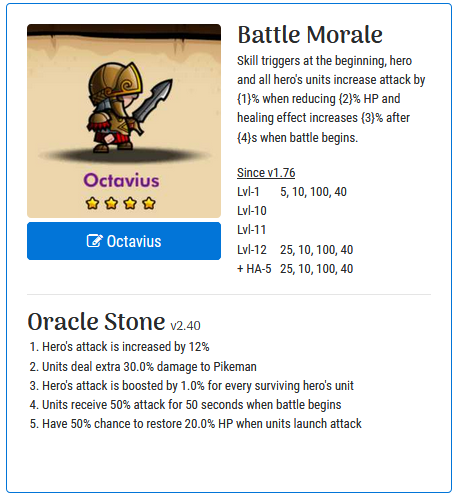 Octavius
Octavius
Battle Morale
Skill triggers at the beginning, hero
and all hero's units increase attack by
{1}% when reducing {2}% HP and
healing effect increases {3}% after
{4}s when battle begins.
Since v1.76
Lvl-1 5, 10, 100, 40
Lvl-10
Lvl-11
Lvl-12 25, 10, 100, 40
+ HA-5 25, 10, 100, 40
Oracle Stone v2.40
1. Hero's attack is increased by 12%
2. Units deal extra 30.0% damage to Pikeman
3. Hero's attack is boosted by 1.0% for every surviving hero's unit
4. Units receive 50% attack for 50 seconds when battle begins
5. Have 50% chance to restore 20.0% HP when units launch attack